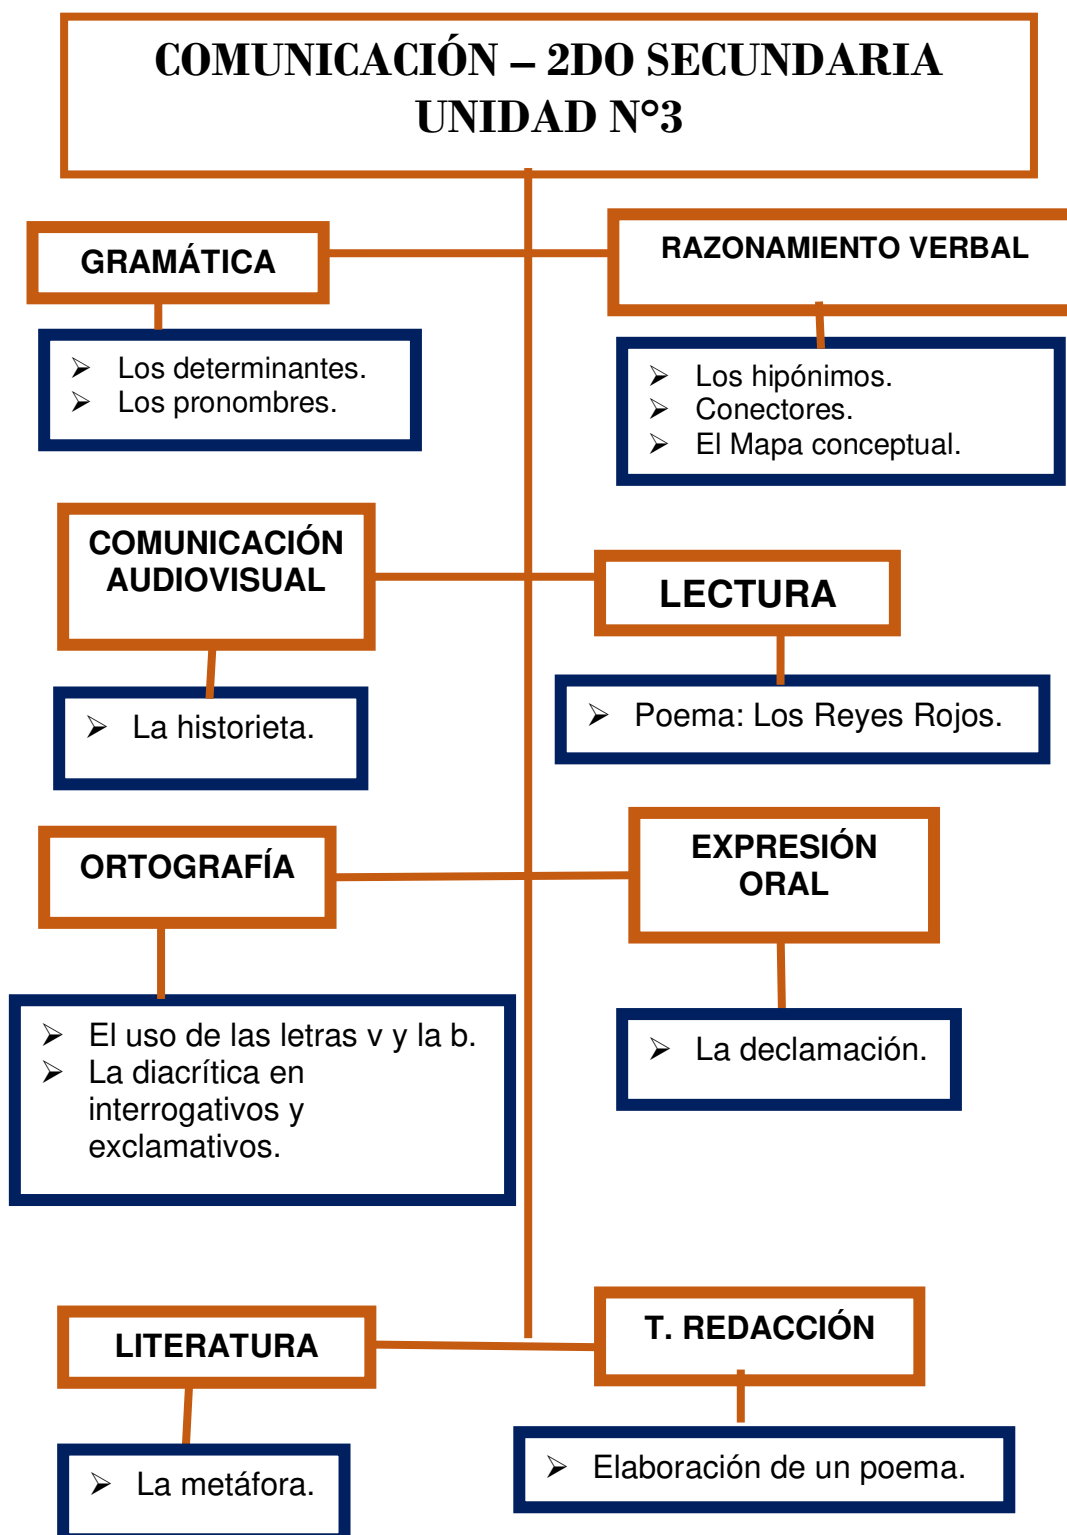 COMUNICACIÓN – 2DO SECUNDARIA
UNIDAD N°3
GRAMÁTICA
RAZONAMIENTO VERBAL
➢ Los determinantes.
➢ Los pronombres.
➢ Los hipónimos.
➢ Conectores.
➢ El Mapa conceptual.
COMUNICACIÓN
AUDIOVISUAL
LECTURA
➢ La historieta.
➢ Poema: Los Reyes Rojos.
ORTOGRAFÍA
EXPRESIÓN
ORAL
➢ El uso de las letras v y la b.
➢ La diacrítica en
interrogativos y
exclamativos.
➢ La declamación.
LITERATURA
T. REDACCIÓN
➢ La metáfora.
➢ Elaboración de un poema.